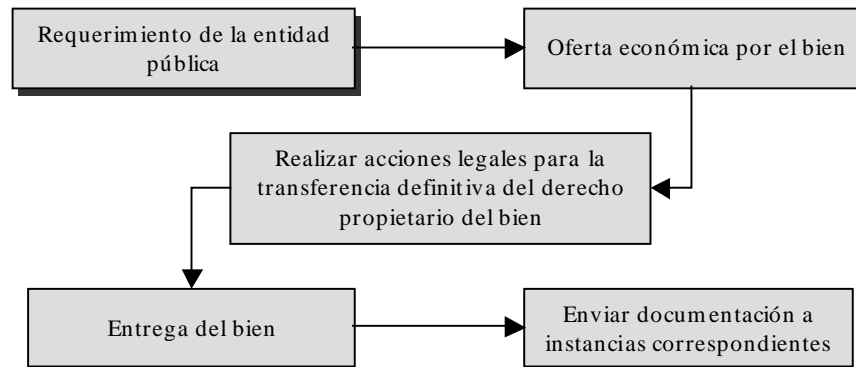 Requerimiento de la entidad
pública
Oferta económica por el bien
Realizar acciones legales para la
transferencia definitiva del derecho
propietario del bien
Entrega del bien
Enviar documentación a
instancias correspondientes